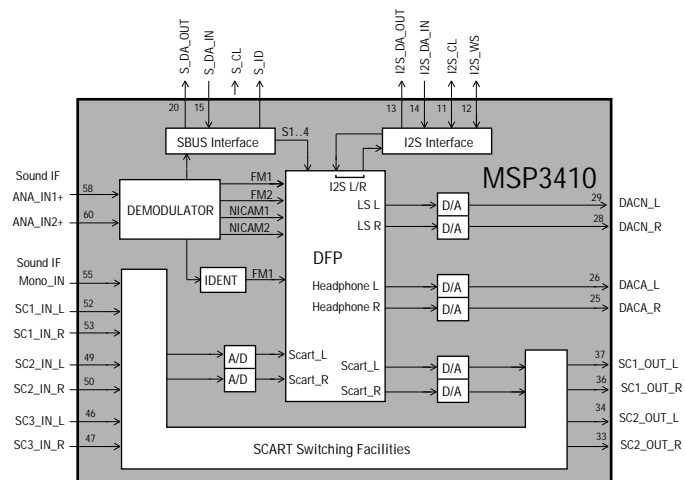 S_DA_OUT
S_DA_IN
S_CL
S_ID
I2S_DA_OUT
I2S_DA_IN
I2S_CL
I2S_WS
20
15
13
14
11
12
SBUS Interface
S1..4
I2S Interface
MSP3410
Sound IF
ANA_IN1+
58
ANA_IN2+
60
DEMODULATOR
FM1
FM2
NICAM1
NICAM2
IDENT
FM1
I2S L/R
LS L
LS R
DFP
Headphone L
Headphone R
D/A
D/A
D/A
D/A
29
DACN_L
28
DACN_R
26
DACA_L
25
DACA_R
Sound IF
Mono_IN
55
SC1_IN_L
52
SC1_IN_R
53
SC2_IN_L
49
SC2_IN_R
50
SC3_IN_L
46
SC3_IN_R
47
A/D
A/D
Scart_L
Scart_R
Scart_L
Scart_R
D/A
D/A
37
SC1_OUT_L
36
SC1_OUT_R
34
SC2_OUT_L
33
SC2_OUT_R
SCART Switching Facilities